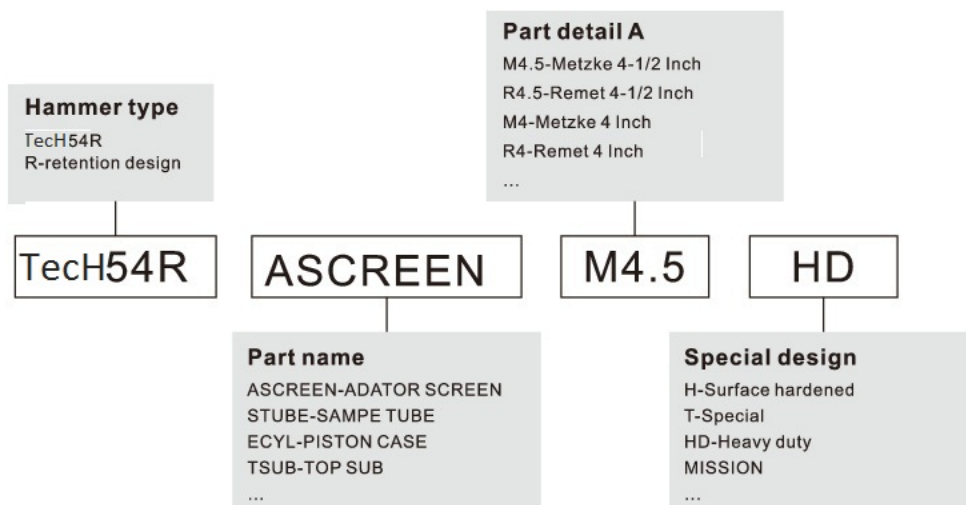 Part detail A
M4.5-Metzke 4-1/2 Inch
R4.5-Remet 4-1/2 Inch
M4-Metzke 4 Inch
R4-Remet 4 Inch
...
Hammer type
TecH54R
R-retention design
TecH54R
ASCREEN
M4.5
HD
Part name
ASCREEN-ADATOR SCREEN
STUBE-SAMPE TUBE
ECYL-PISTON CASE
TSUB-TOP SUB
...
Special design
H-Surface hardened
T-Special
HD-Heavy duty
MISSION
...